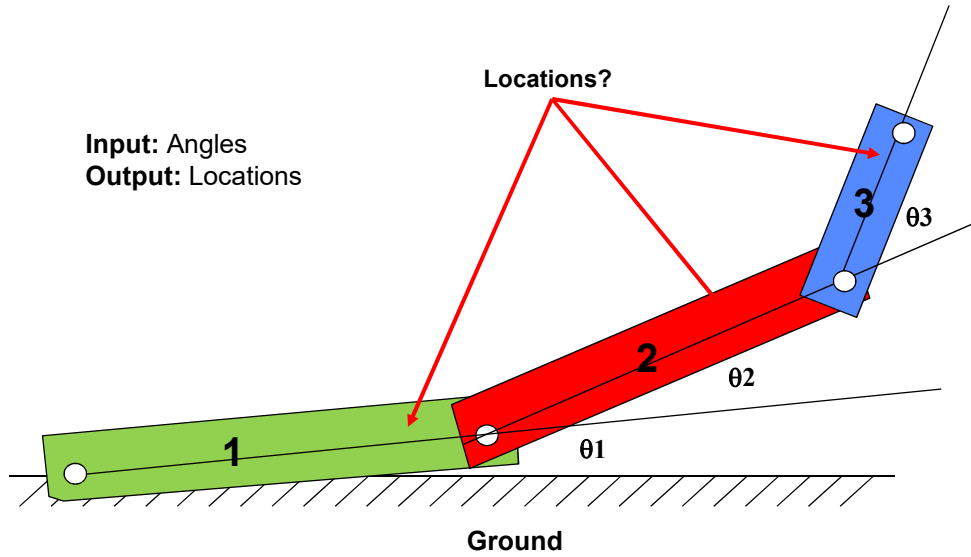 Locations?
Input: Angles
Output: Locations
3
θ3
2
θ2
1
θ1
Ground